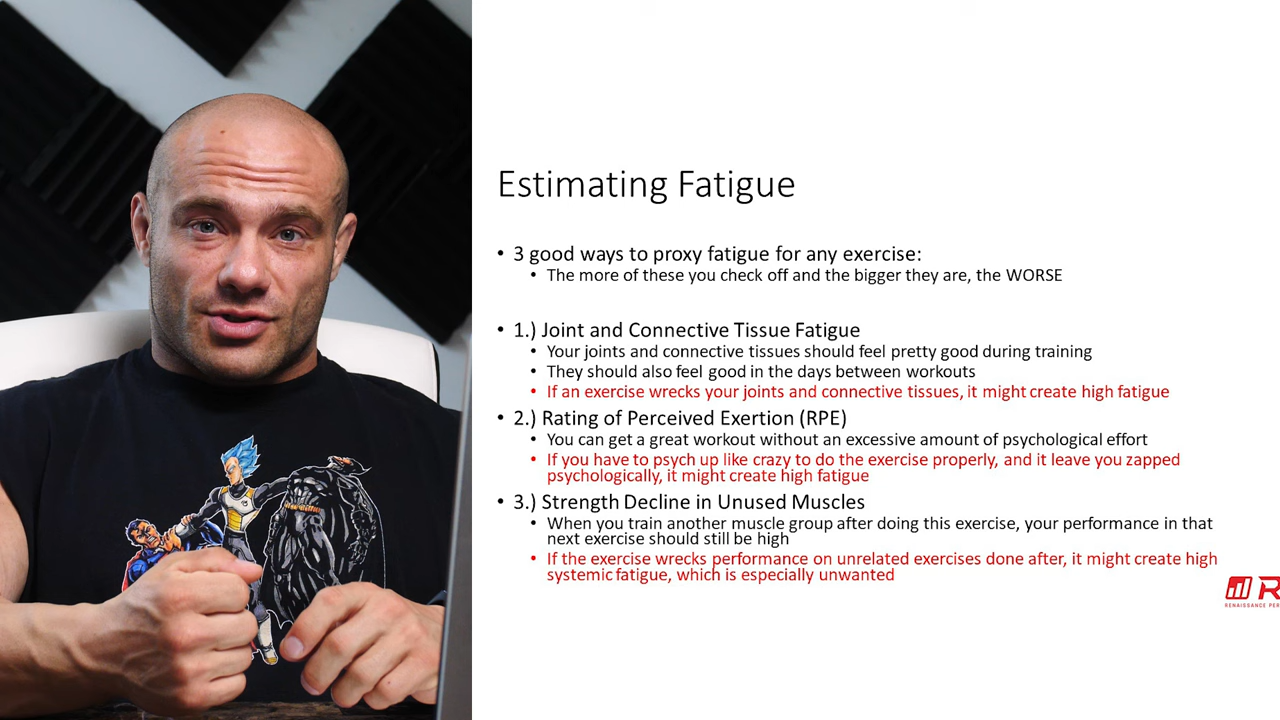 Estimating Fatigue
• 3 good ways to proxy fatigue for any exercise:
• The more of these you check off and the bigger they are, the WORSE
• 1.) Joint and Connective Tissue Fatigue
• Your joints and connective tissues should feel pretty good during training
• They should also feel good in the days between workouts
• If an exercise wrecks your joints and connective tissues, it might create high fatigue
• 2.) Rating of Perceived Exertion (RPE)
• You can get a great workout without an excessive amount of psychological effort
• If you have to psych up like crazy to do the exercise properly, and it leave you zapped
psychologically, it might create high fatigue
• 3.) Strength Decline in Unused Muscles
• When you train another muscle group after doing this exercise, your performance in that
next exercise should still be high
• If the exercise wrecks performance on unrelated exercises done after, it might create high
systemic fatigue, which is especially unwanted
R
RENAISSANCE PER